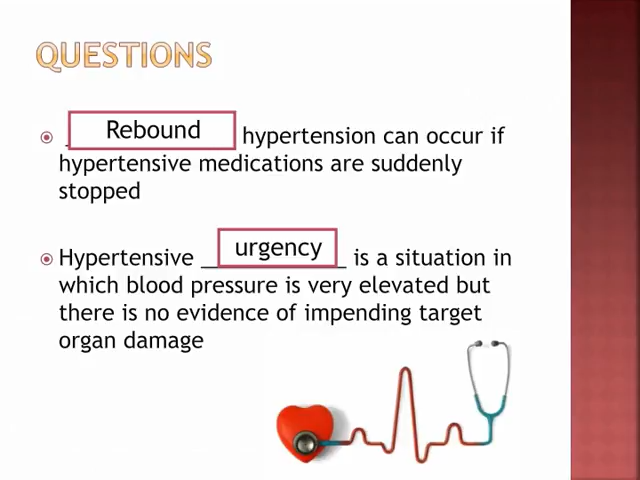 QUESTIONS
_ Rebound hypertension can occur if
hypertensive medications are suddenly
stopped
Hypertensive __ urgency _ is a situation in
which blood pressure is very elevated but
there is no evidence of impending target
organ damage